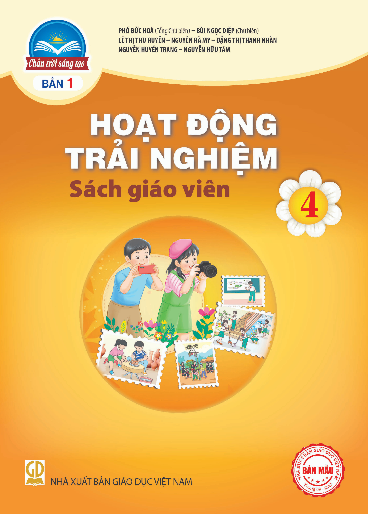 Chân trời sáng tạo
BẢN 1
PHÓ ĐỨC HOÀ (Tổng Chủ biên) – BÙI NGỌC DIỆP (Chủ biên)
LÊ THỊ THU HUYỀN – NGUYỄN HÀ MY – ĐẶNG THỊ THANH NHÀN
NGUYỄN HUYỀN TRANG – NGUYỄN HỮU TÂM
HOẠT ĐỘNG
TRẢI NGHIỆM
Sách giáo viên
4
BẢN MẪU
GD
NHÀ XUẤT BẢN GIÁO DỤC VIỆT NAM